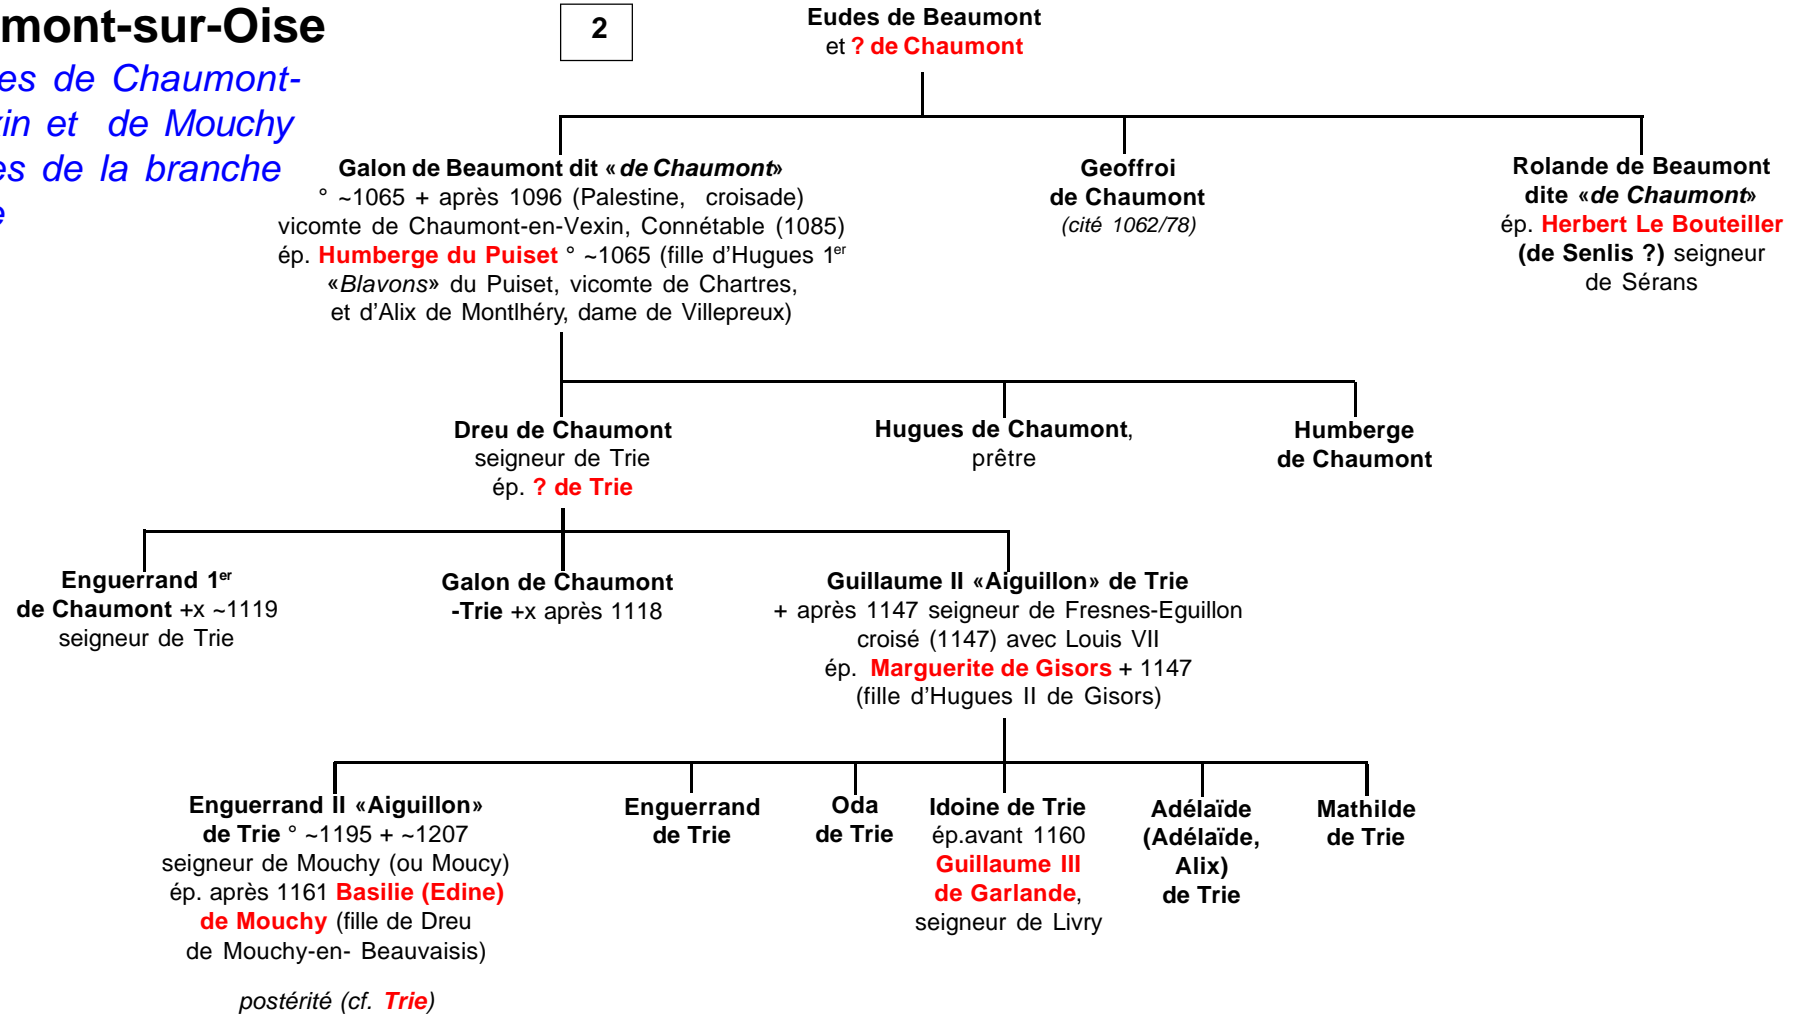 mont-sur-Oise
es de Chaumont-
xin et de Mouchy
es de la branche
e
2
Eudes de Beaumont
et ? de Chaumont
Galon de Beaumont dit «de Chaumont»
° ~1065 + après 1096 (Palestine, croisade)
vicomte de Chaumont-en-Vexin, Connétable (1085)
ép. Humberge du Puiset ° ~1065 (fille d’Hugues 1er
«Blavons» du Puiset, vicomte de Chartres,
et d’Alix de Montlhéry, dame de Villepreux)
Geoffroi
de Chaumont
(cité 1062/78)
Rolande de Beaumont
dite «de Chaumont»
ép. Herbert Le Bouteiller
(de Senlis ?) seigneur
de Sérans
Dreu de Chaumont
seigneur de Trie
ép. ? de Trie
Hugues de Chaumont,
prêtre
Humberge
de Chaumont
Enguerrand 1er
de Chaumont +x ~1119
seigneur de Trie
Galon de Chaumont
-Trie +x après 1118
Guillaume II «Aiguillon» de Trie
+ après 1147 seigneur de Fresnes-Eguillon
croisé (1147) avec Louis VII
ép. Marguerite de Gisors + 1147
(fille d’Hugues II de Gisors)
Enguerrand II «Aiguillon»
de Trie ° ~1195 + ~1207
seigneur de Mouchy (ou Moucy)
ép. après 1161 Basilie (Edine)
de Mouchy (fille de Dreu
de Mouchy-en- Beauvaisis)
postérité (cf. Trie)
Enguerrand
de Trie
Oda
de Trie
Idoine de Trie
ép.avant 1160
Guillaume III
de Garlande,
seigneur de Livry
Adélaïde
(Adélaïde,
Alix)
de Trie
Mathilde
de Trie